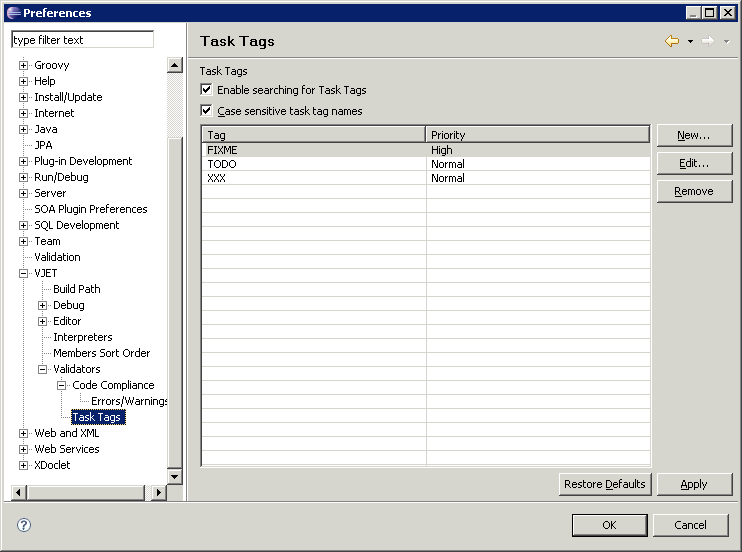 Preferences
type filter text
Groovy
Help
Install/Update
Internet
Java
JPA
Plug-in Development
Run/Debug
Server
SOA Plugin Preferences
SQL Development
Team
Validation
VJET
Build Path
Debug
Editor
Interpreters
Members Sort Order
Validators
Code Compliance
Errors/Warnings
Task Tags
Web and XML
Web Services
XDoclet
Task Tags
Task Tags
Enable searching for Task Tags
Case sensitive task tag names
Tag Priority
FIXME High
TODO Normal
XXX Normal
New...
Edit...
Remove
Restore Defaults Apply
OK Cancel